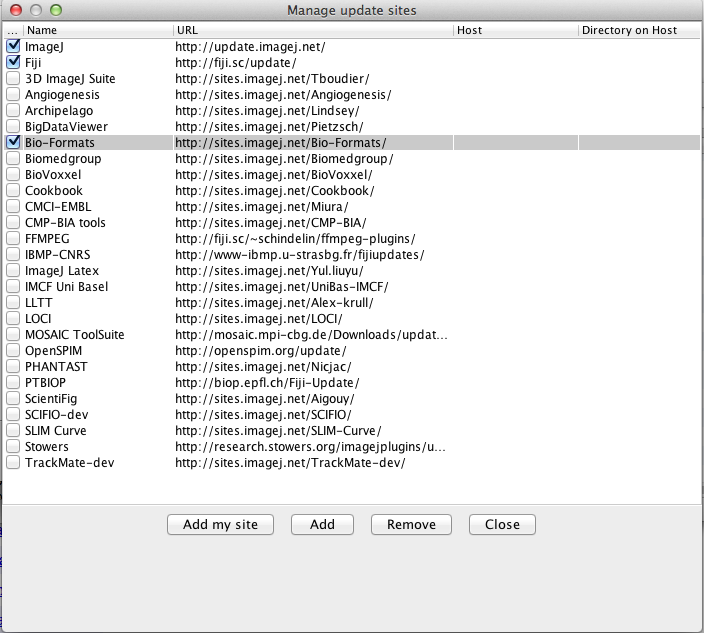 Manage update sites
... Name URL Host Directory on Host
ImageJ http://update.imagej.net/
Fiji http://fiji.sc/update/
3D ImageJ Suite http://sites.imagej.net/Tboudier/
Angiogenesis http://sites.imagej.net/Angiogenesis/
Archipelago http://sites.imagej.net/Lindsey/
BigDataViewer http://sites.imagej.net/Pietzsch/
Bio-Formats http://sites.imagej.net/Bio-Formats/
Biomedgroup http://sites.imagej.net/Biomedgroup/
BioVoxxel http://sites.imagej.net/BioVoxxel/
Cookbook http://sites.imagej.net/Cookbook/
CMCI-EMBL http://sites.imagej.net/Miura/
CMP-BIA tools http://sites.imagej.net/CMP-BIA/
FFMPEG http://fiji.sc/~schindelin/ffmpeg-plugins/
IBMP-CNRS http://www-ibmp.u-strasbg.fr/fijiupdates/
ImageJ Latex http://sites.imagej.net/Yul.liuyu/
IMCF Uni Basel http://sites.imagej.net/UniBas-IMCF/
LLTT http://sites.imagej.net/Alex-krull/
LOCI http://sites.imagej.net/LOCI/
MOSAIC ToolSuite http://mosaic.mpi-cbg.de/Downloads/updat...
OpenSPIM http://openspim.org/update/
PHANTAST http://sites.imagej.net/Nicjac/
PTBIOP http://biop.epfl.ch/Fiji-Update/
ScientiFig http://sites.imagej.net/Aigouy/
SCIFIO-dev http://sites.imagej.net/SCIFIO/
SLIM Curve http://sites.imagej.net/SLIM-Curve/
Stowers http://research.stowers.org/imagejplugins/u...
TrackMate-dev http://sites.imagej.net/TrackMate-dev/
Add my site Add Remove Close